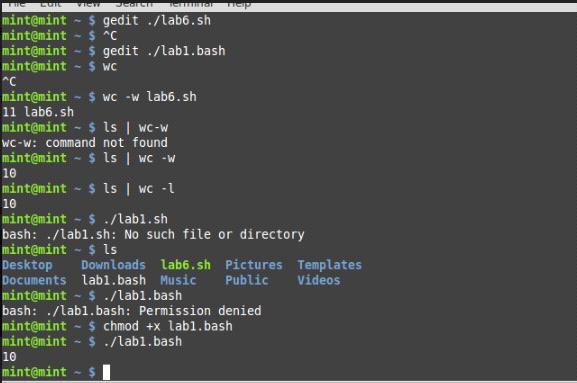 File Edit View Search Terminal Help
mint@mint ~ $ gedit ./lab6.sh
mint@mint ~ $ ^C
mint@mint ~ $ gedit ./lab1.bash
mint@mint ~ $ wc
^C
mint@mint ~ $ wc -w lab6.sh
11 lab6.sh
mint@mint ~ $ ls | wc-w
wc-w: command not found
mint@mint ~ $ ls | wc -w
10
mint@mint ~ $ ls | wc -l
10
mint@mint ~ $ ./lab1.sh
bash: ./lab1.sh: No such file or directory
mint@mint ~ $ ls
Desktop    Downloads  lab6.sh  Pictures  Templates
Documents  lab1.bash  Music    Public    Videos
mint@mint ~ $ ./lab1.bash
bash: ./lab1.bash: Permission denied
mint@mint ~ $ chmod +x lab1.bash
mint@mint ~ $ ./lab1.bash
10
mint@mint ~ $